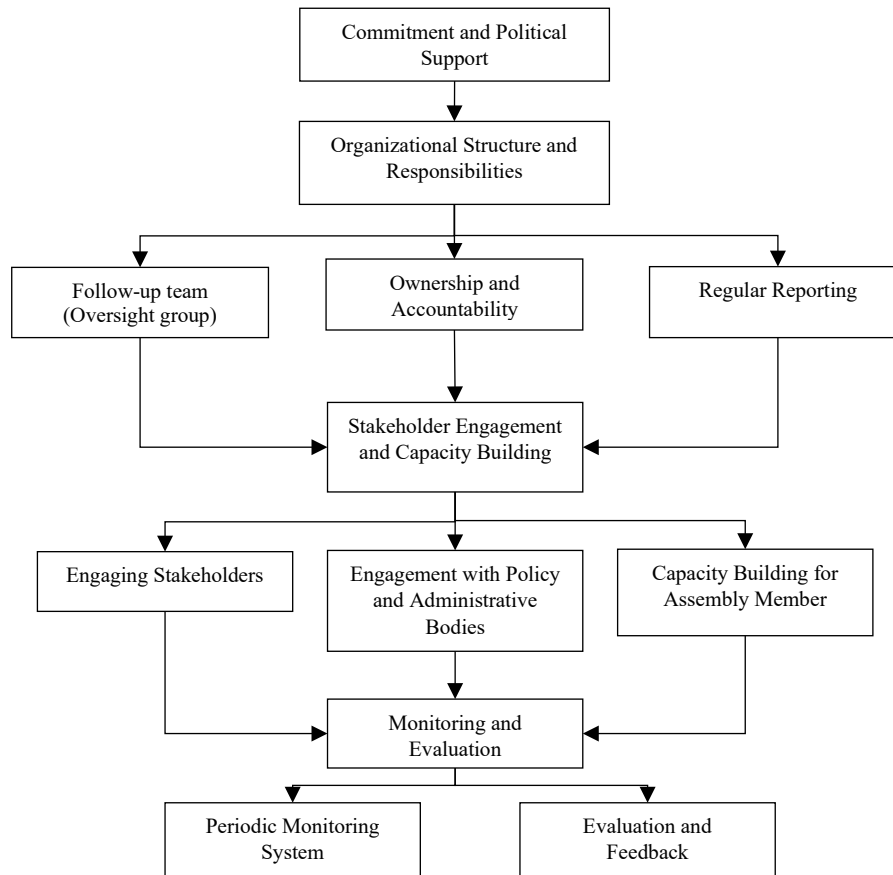 Commitment and Political
Support
Organizational Structure and
Responsibilities
Follow-up team
(Oversight group)
Ownership and
Accountability
Regular Reporting
Stakeholder Engagement
and Capacity Building
Engaging Stakeholders
Engagement with Policy
and Administrative
Bodies
Capacity Building for
Assembly Member
Monitoring and
Evaluation
Periodic Monitoring
System
Evaluation and
Feedback